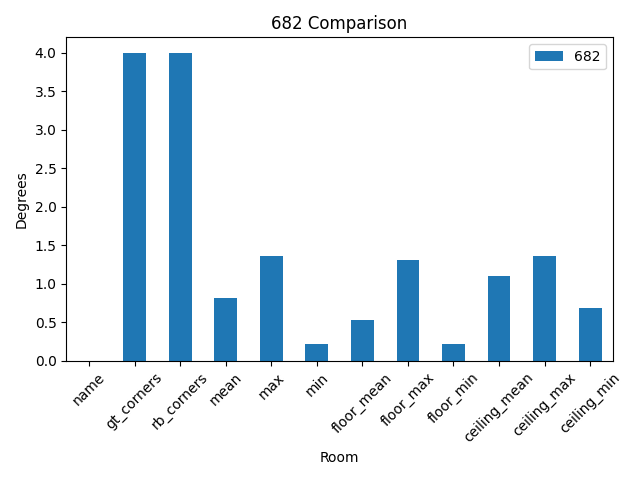 682 Comparison
682
Degrees
4.0
3.5
3.0
2.5
2.0
1.5
1.0
0.5
0.0
name
gt_corners
rb_corners
mean
max
min
floor_mean
floor_max
floor_min
ceiling_mean
ceiling_max
ceiling_min
Room